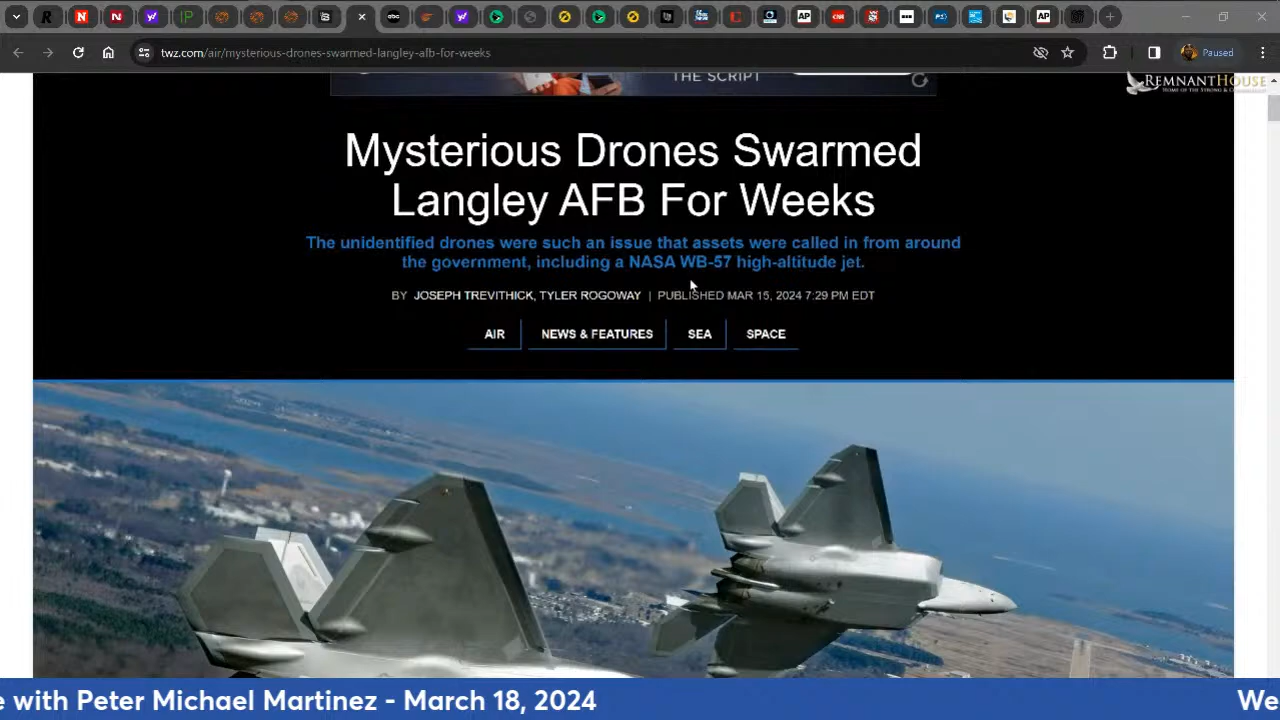 Paused
twz.com/air/mysterious-drones-swarmed-langley-afb-for-weeks
THE SCRIPT
REMNANTHOUSE
Mysterious Drones Swarmed
Langley AFB For Weeks
The unidentified drones were such an issue that assets were called in from around
the government, including a NASA WB-57 high-altitude jet.
BY JOSEPH TREVITHICK, TYLER ROGOWAY | PUBLISHED MAR 15, 2024 7:29 PM EDT
AIR NEWS & FEATURES SEA SPACE
e with Peter Michael Martinez - March 18, 2024 We